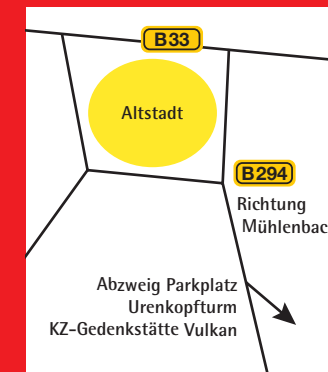 B33
Altstadt
B294
Richtung
Mühlenbac
Abzweig Parkplatz
Urenkopfturm
KZ-Gedenkstätte Vulkan